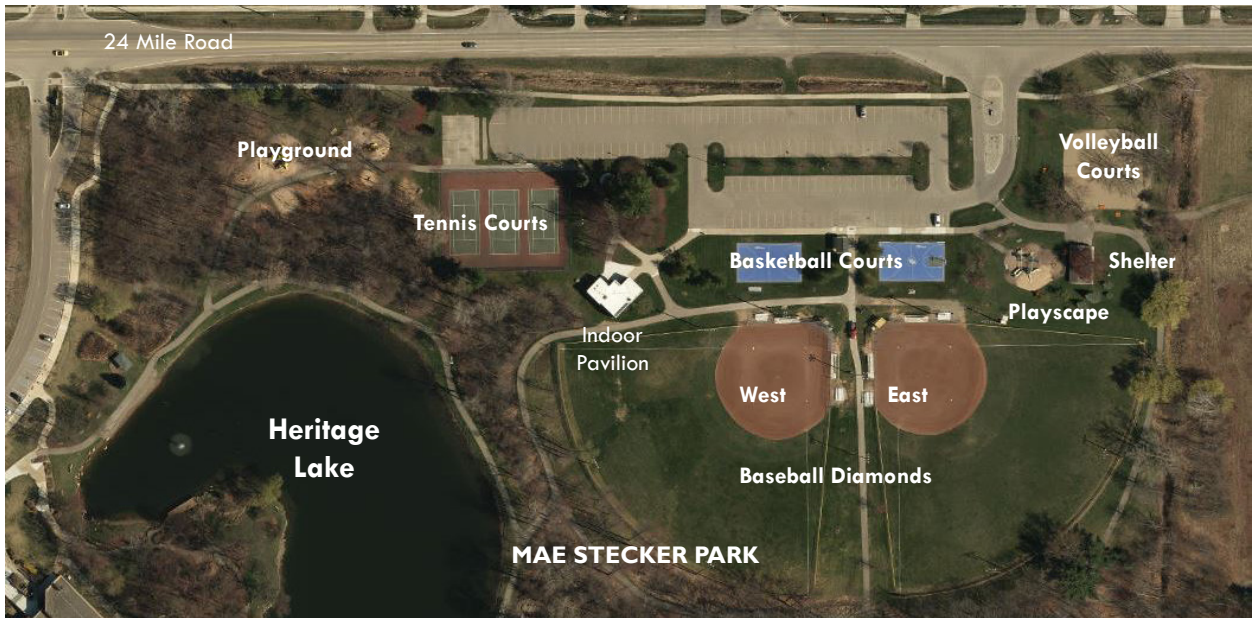 24 Mile Road
Playground
Volleyball
Courts
Tennis Courts
Basketball Courts
Shelter
Playscape
Indoor
Pavilion
West
East
Heritage
Lake
Baseball Diamonds
MAE STECKER PARK